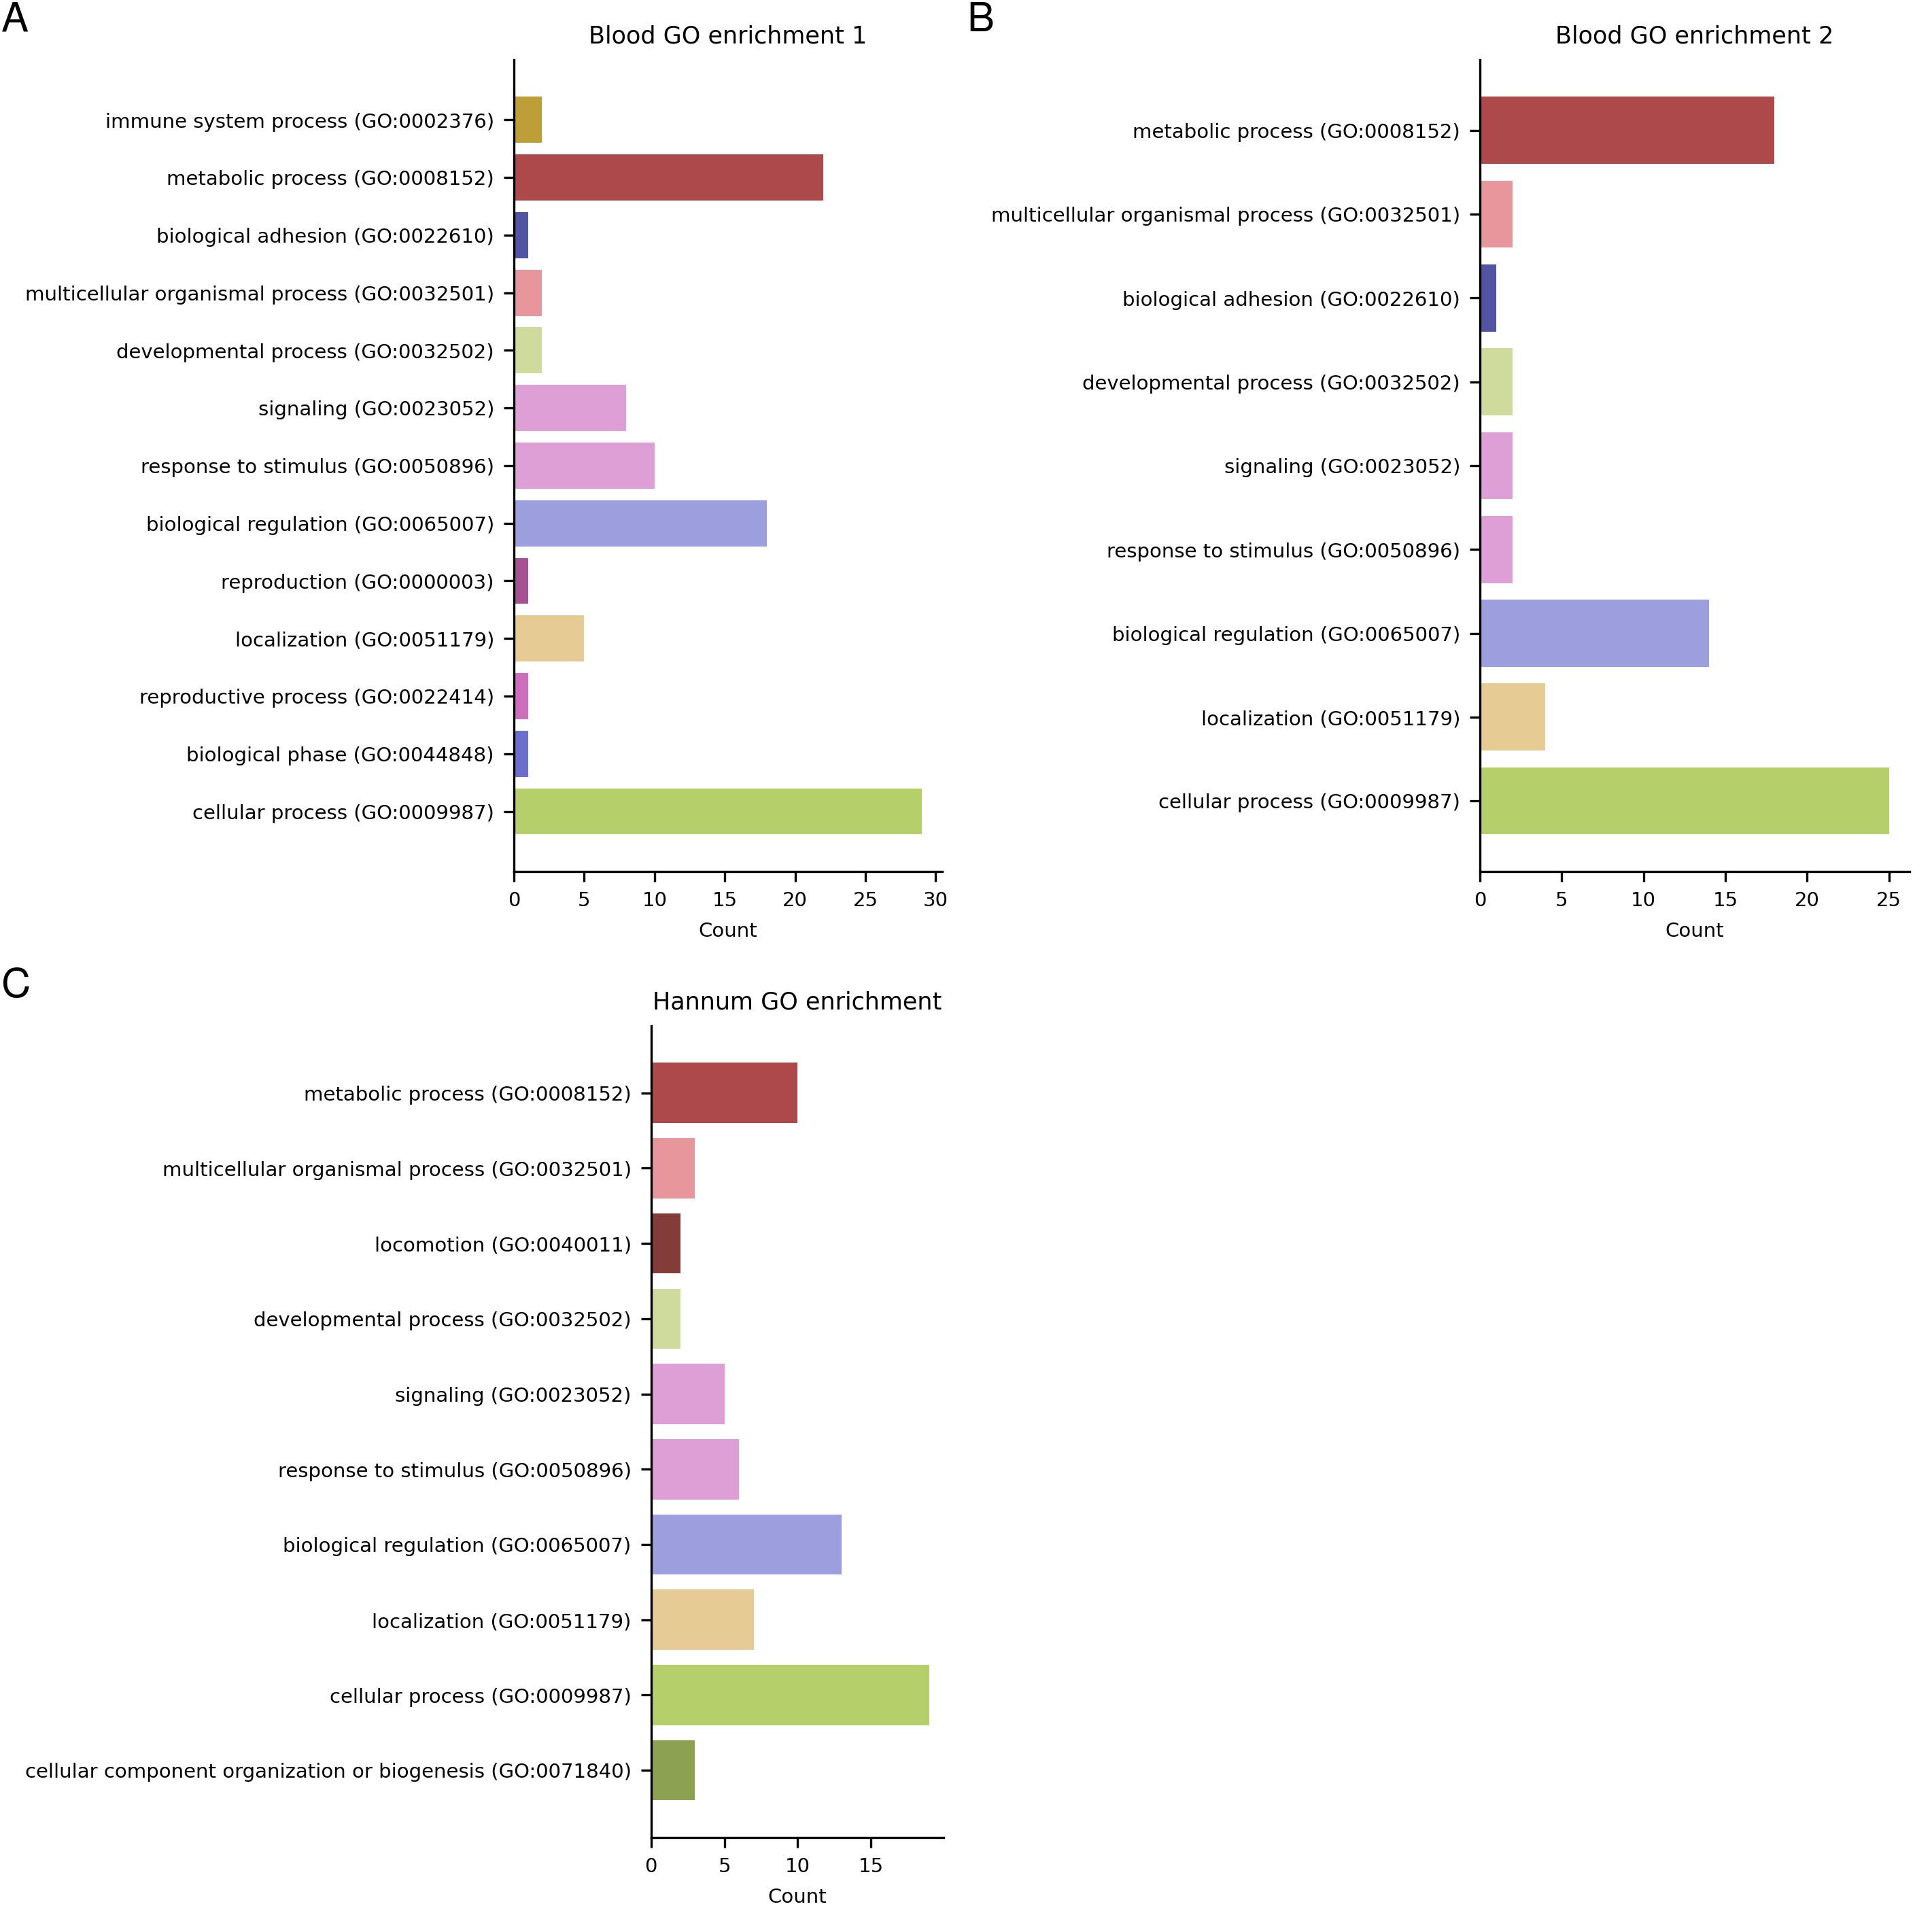 A
Blood GO enrichment 1
immune system process (GO:0002376)
metabolic process (GO:0008152)
biological adhesion (GO:0022610)
multicellular organismal process (GO:0032501)
developmental process (GO:0032502)
signaling (GO:0023052)
response to stimulus (GO:0050896)
biological regulation (GO:0065007)
reproduction (GO:0000003)
localization (GO:0051179)
reproductive process (GO:0022414)
biological phase (GO:0044848)
cellular process (GO:0009987)
0 5 10 15 20 25 30
Count
B
Blood GO enrichment 2
metabolic process (GO:0008152)
multicellular organismal process (GO:0032501)
biological adhesion (GO:0022610)
developmental process (GO:0032502)
signaling (GO:0023052)
response to stimulus (GO:0050896)
biological regulation (GO:0065007)
localization (GO:0051179)
cellular process (GO:0009987)
0 5 10 15 20 25
Count
C
Hannum GO enrichment
metabolic process (GO:0008152)
multicellular organismal process (GO:0032501)
locomotion (GO:0040011)
developmental process (GO:0032502)
signaling (GO:0023052)
response to stimulus (GO:0050896)
biological regulation (GO:0065007)
localization (GO:0051179)
cellular process (GO:0009987)
cellular component organization or biogenesis (GO:0071840)
0 5 10 15
Count